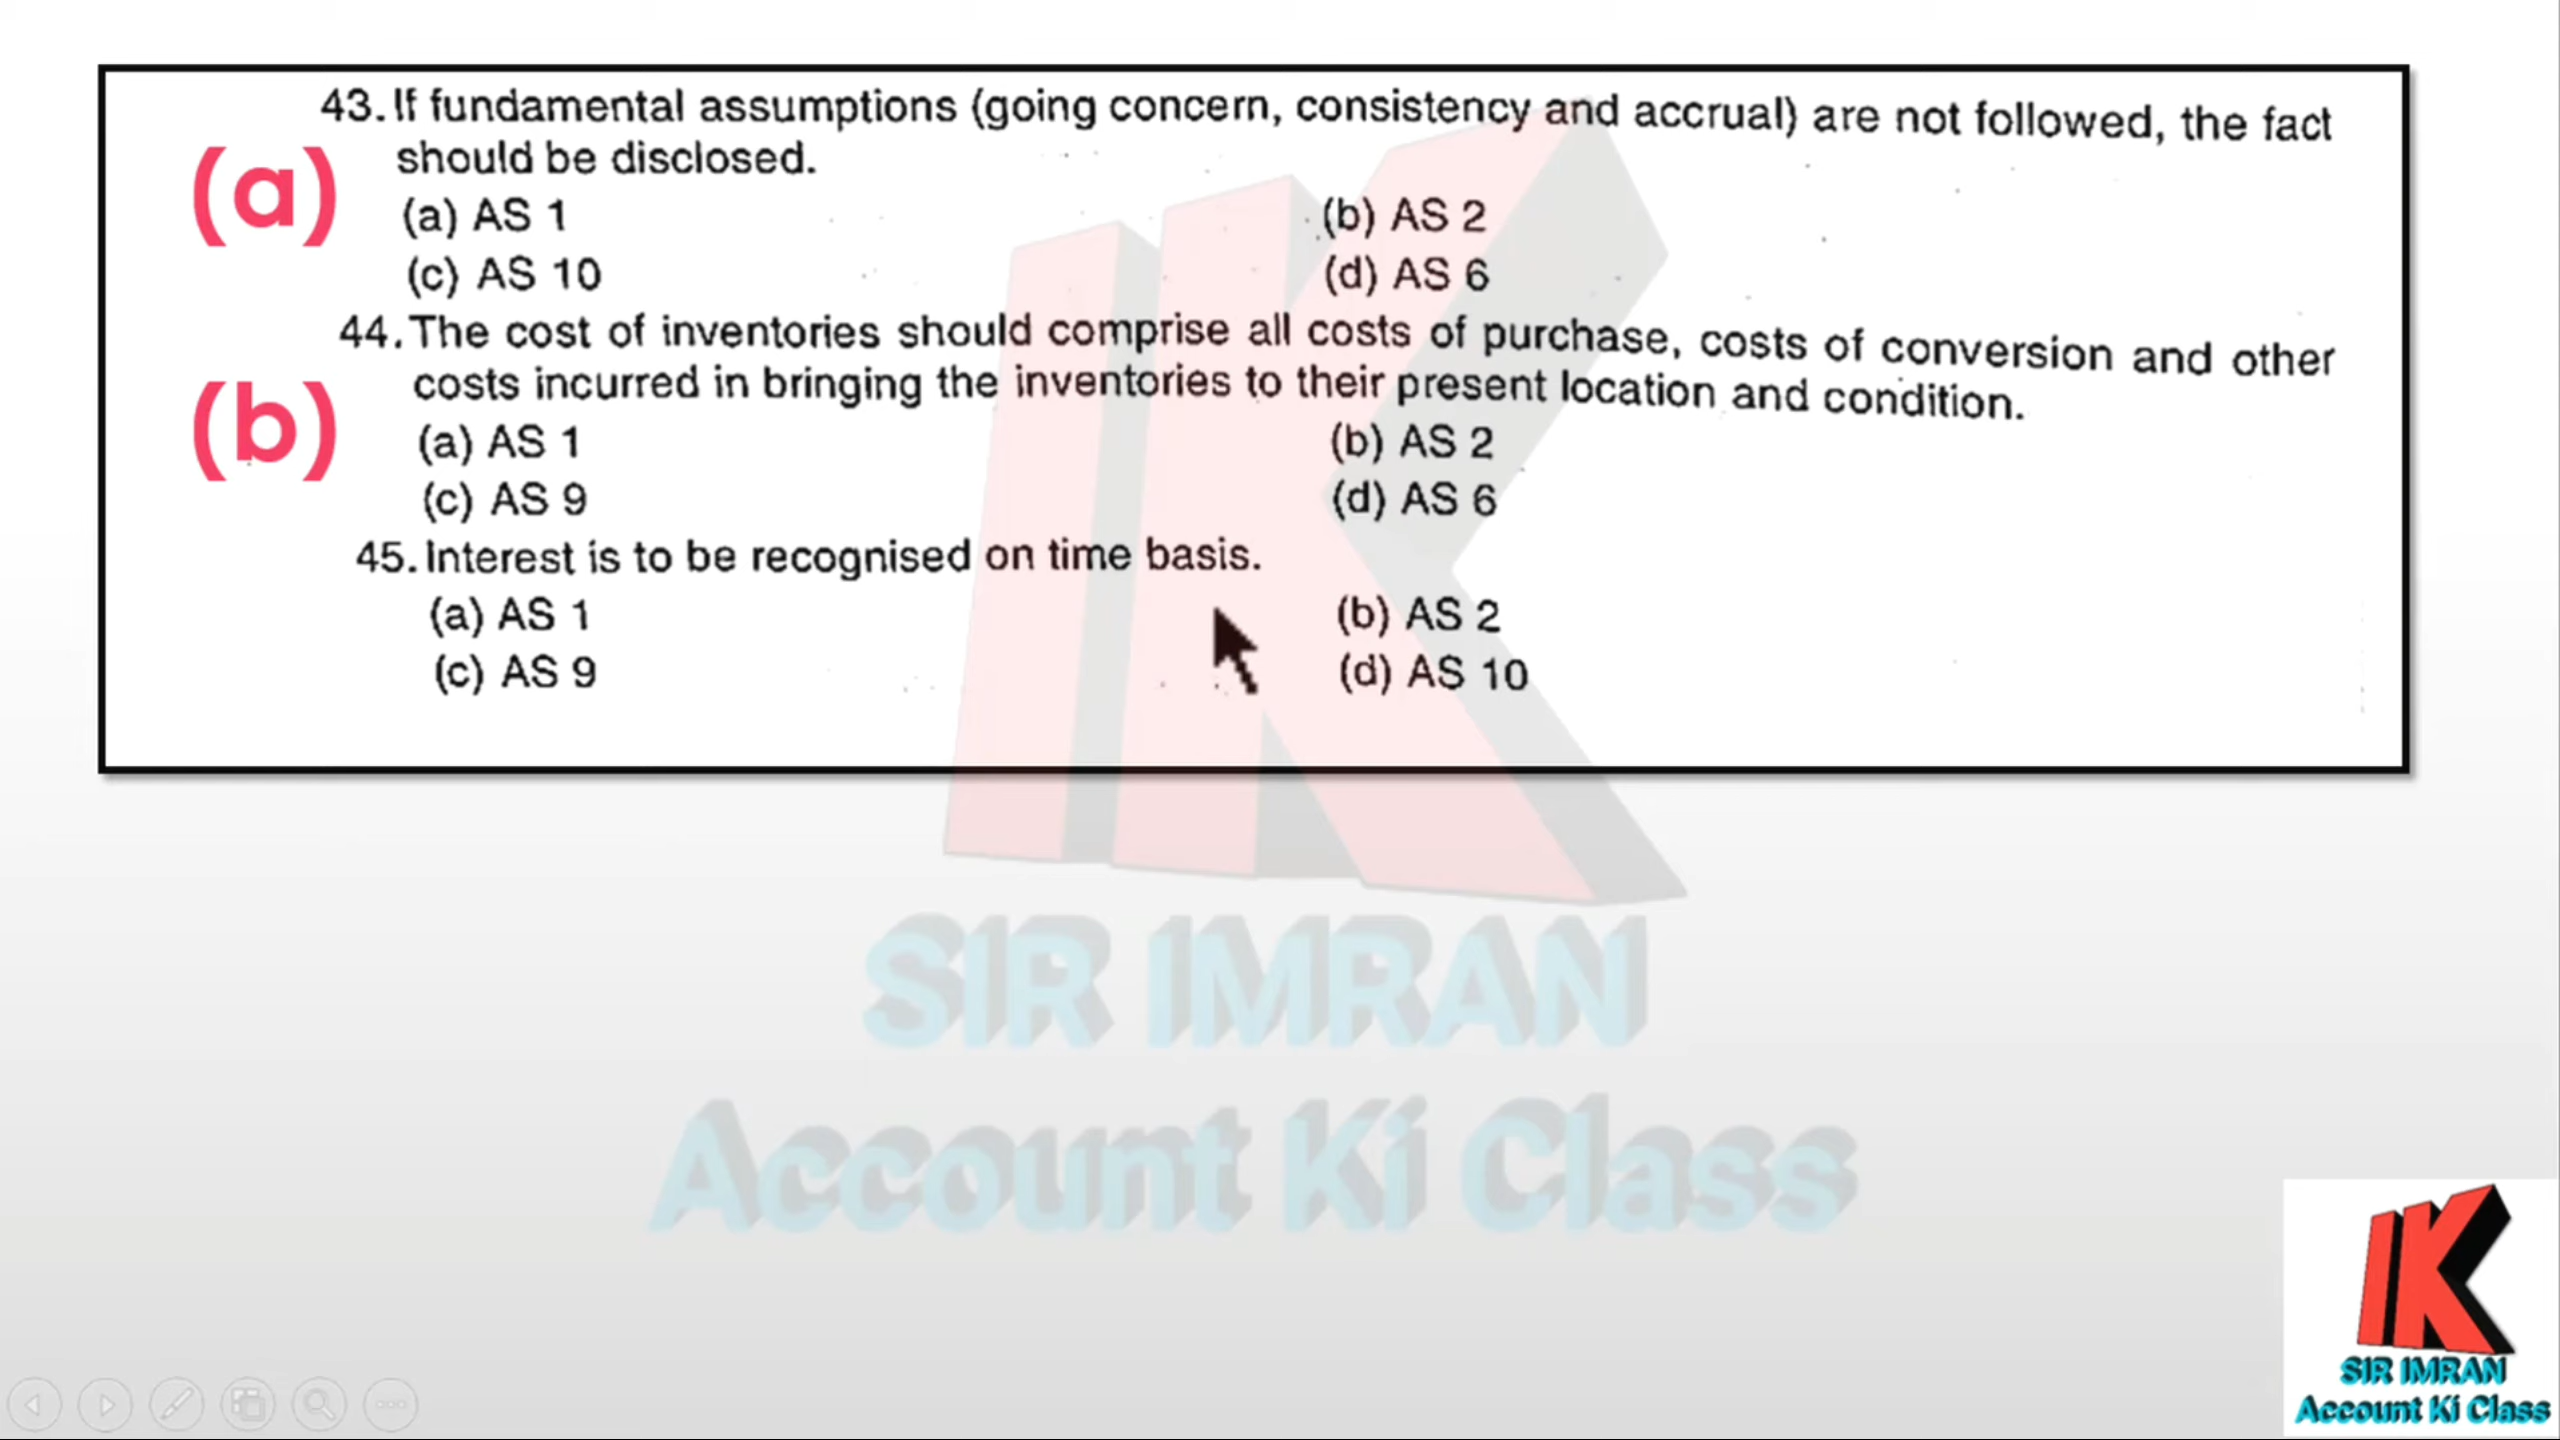 43. If fundamental assumptions (going concern, consistency and accrual) are not followed, the fact
should be disclosed.
(a)
(a) AS 1 (b) AS 2
(c) AS 10 (d) AS 6
44. The cost of inventories should comprise all costs of purchase, costs of conversion and other
costs incurred in bringing the inventories to their present location and condition.
(b)
(a) AS 1 (b) AS 2
(c) AS 9 (d) AS 6
45. Interest is to be recognised on time basis.
(a) AS 1 (b) AS 2
(c) AS 9 (d) AS 10
IK
SIR IMRAN
Account Ki Class
IK
SIR IMRAN
Account Ki Class